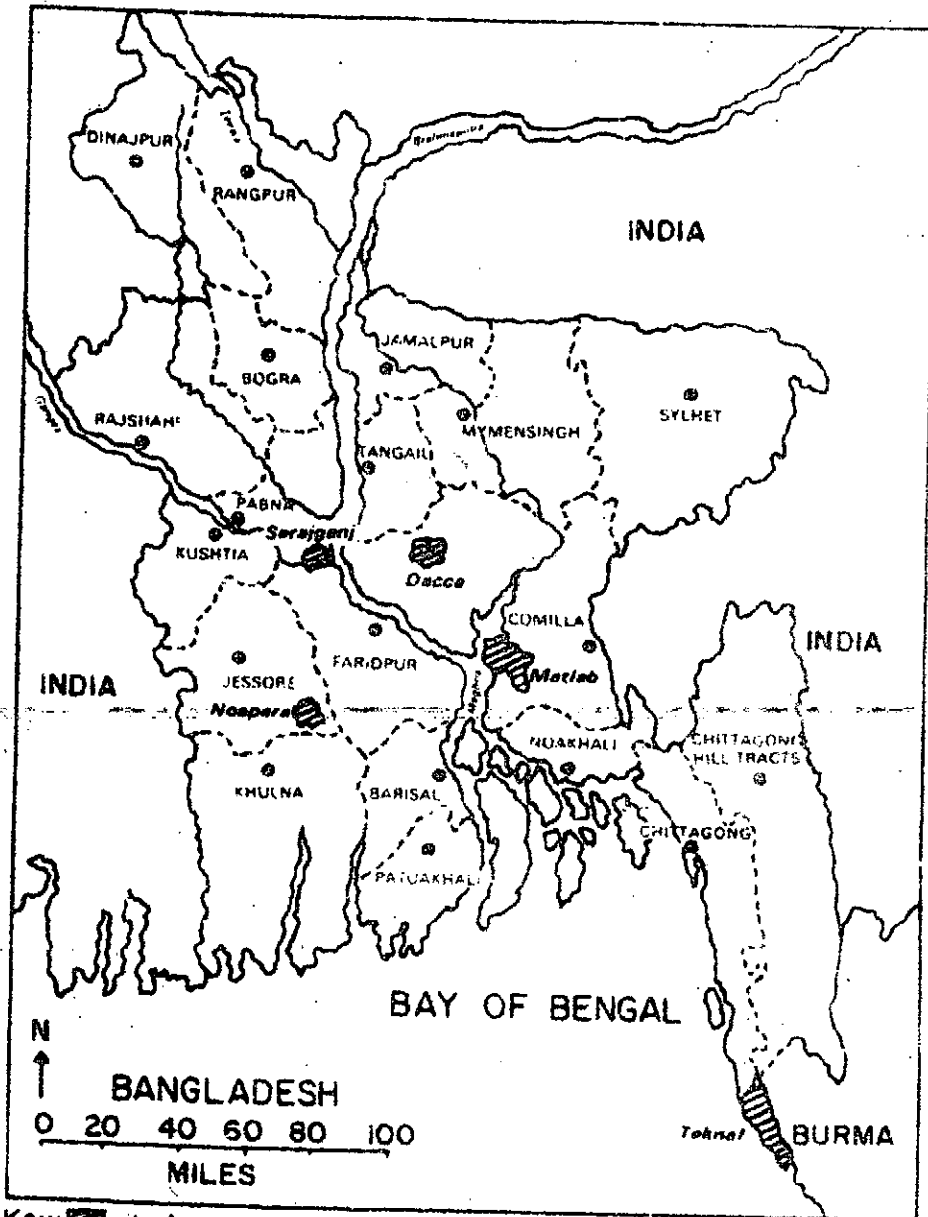 DINAJPUR
RANGPUR
Brahmaputra
INDIA
JAMALPUR
BOGRA
SYLHET
RAJSHAHI
MYMENSINGH
TANGAIL
PABNA
Serajganj
KUSHTIA
Dacca
COMILLA
INDIA
FARIDPUR
INDIA
JESSORE
Matlab
Meghna
Noapara
NOAKHALI
CHITTAGONG
HILL TRACTS
KHULNA
BARISAL
CHITTAGONG
PATUAKHALI
BAY OF BENGAL
N
BANGLADESH
0 20 40 60 80 100
MILES
Teknaf
BURMA